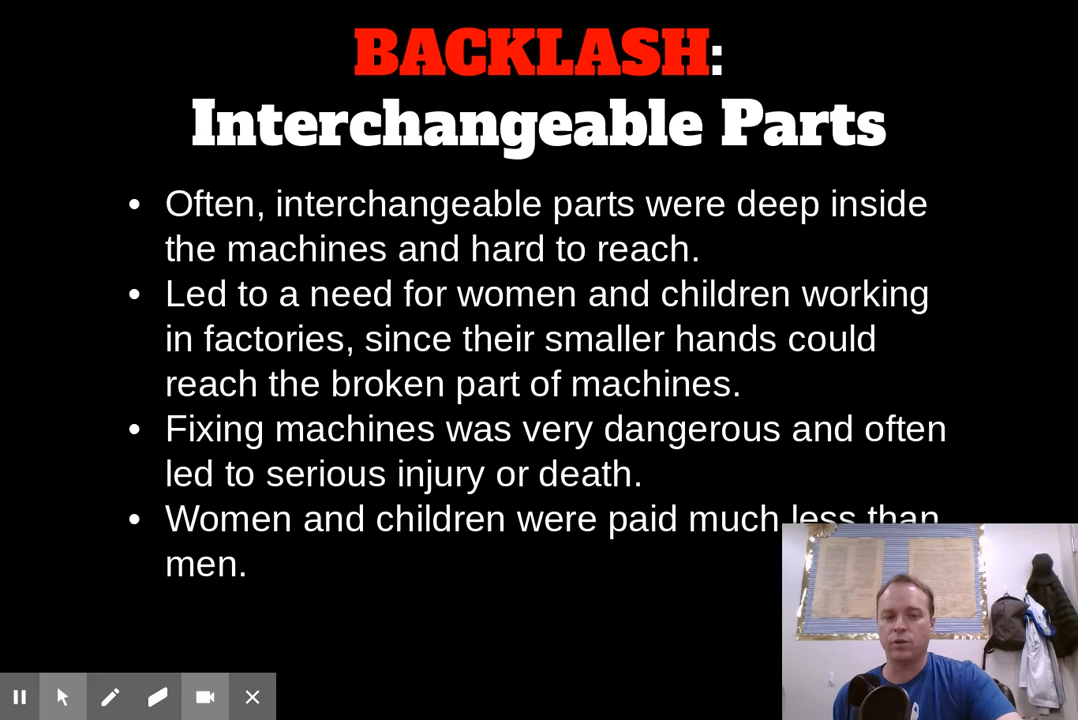 BACKLASH:
Interchangeable Parts
• Often, interchangeable parts were deep inside
the machines and hard to reach.
• Led to a need for women and children working
in factories, since their smaller hands could
reach the broken part of machines.
• Fixing machines was very dangerous and often
led to serious injury or death.
• Women and children were paid much less than
men.